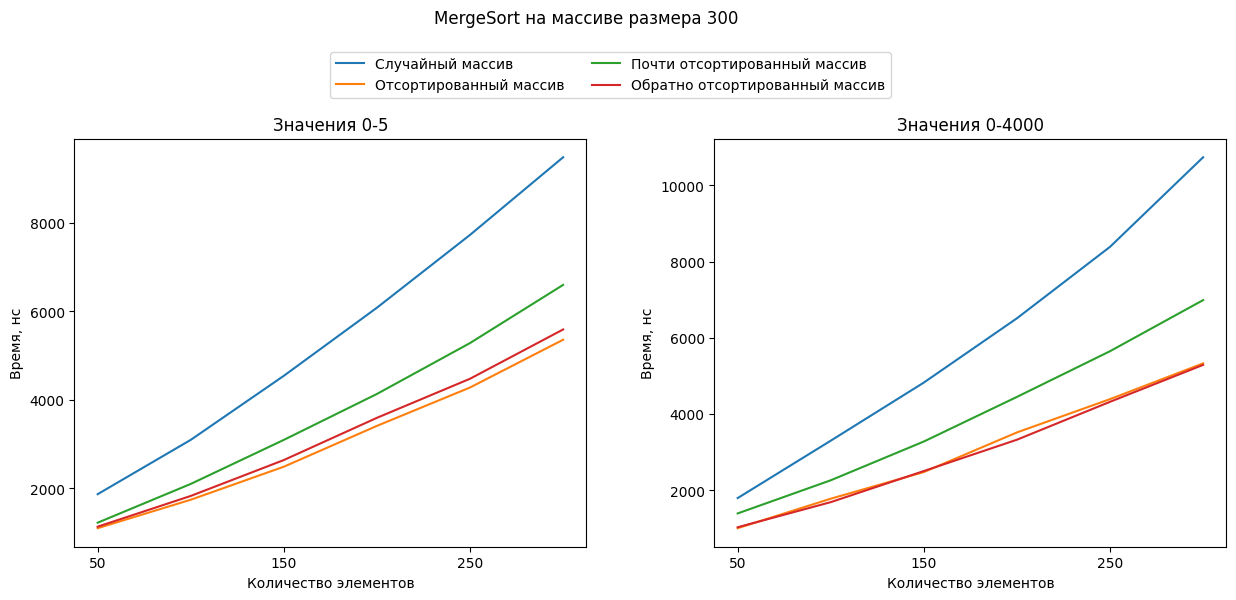 MergeSort на массиве размера 300
Случайный массив
Отсортированный массив
Почти отсортированный массив
Обратно отсортированный массив
Значения 0-5
Время, нс
8000
6000
4000
2000
50
150
250
Количество элементов
Значения 0-4000
Время, нс
10000
8000
6000
4000
2000
50
150
250
Количество элементов